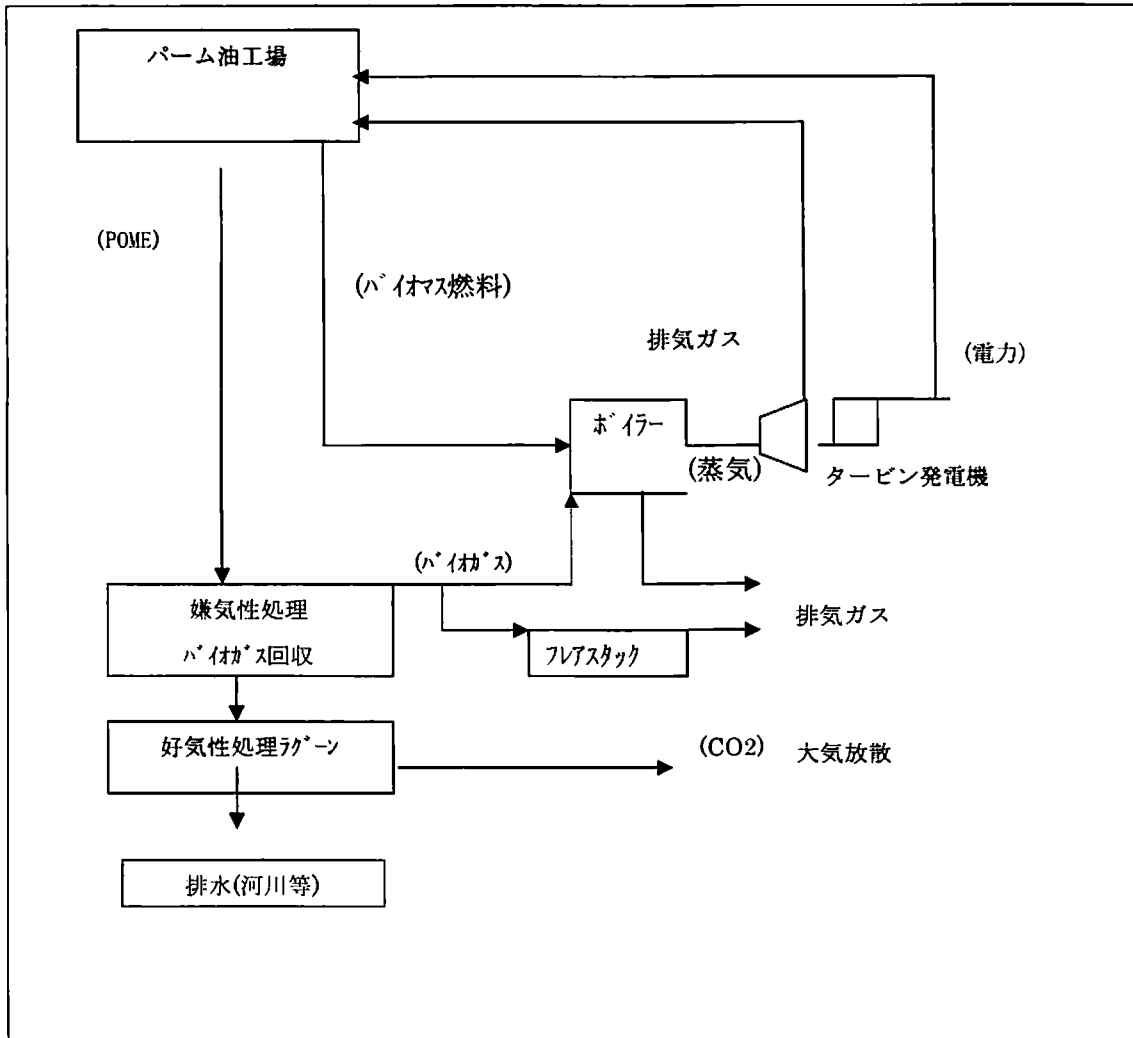 パーム油工場
(POME)
(ﾊﾞｲｵﾏｽ燃料)
排気ガス
(電力)
ﾎﾞｲﾗｰ
(蒸気)
タービン発電機
(ﾊﾞｲｵｶﾞｽ)
嫌気性処理
ﾊﾞｲｵｶﾞｽ回収
排気ガス
ﾌﾚｱｽﾀｯｸ
好気性処理ﾗｸﾞｰﾝ
(CO2) 大気放散
排水(河川等)